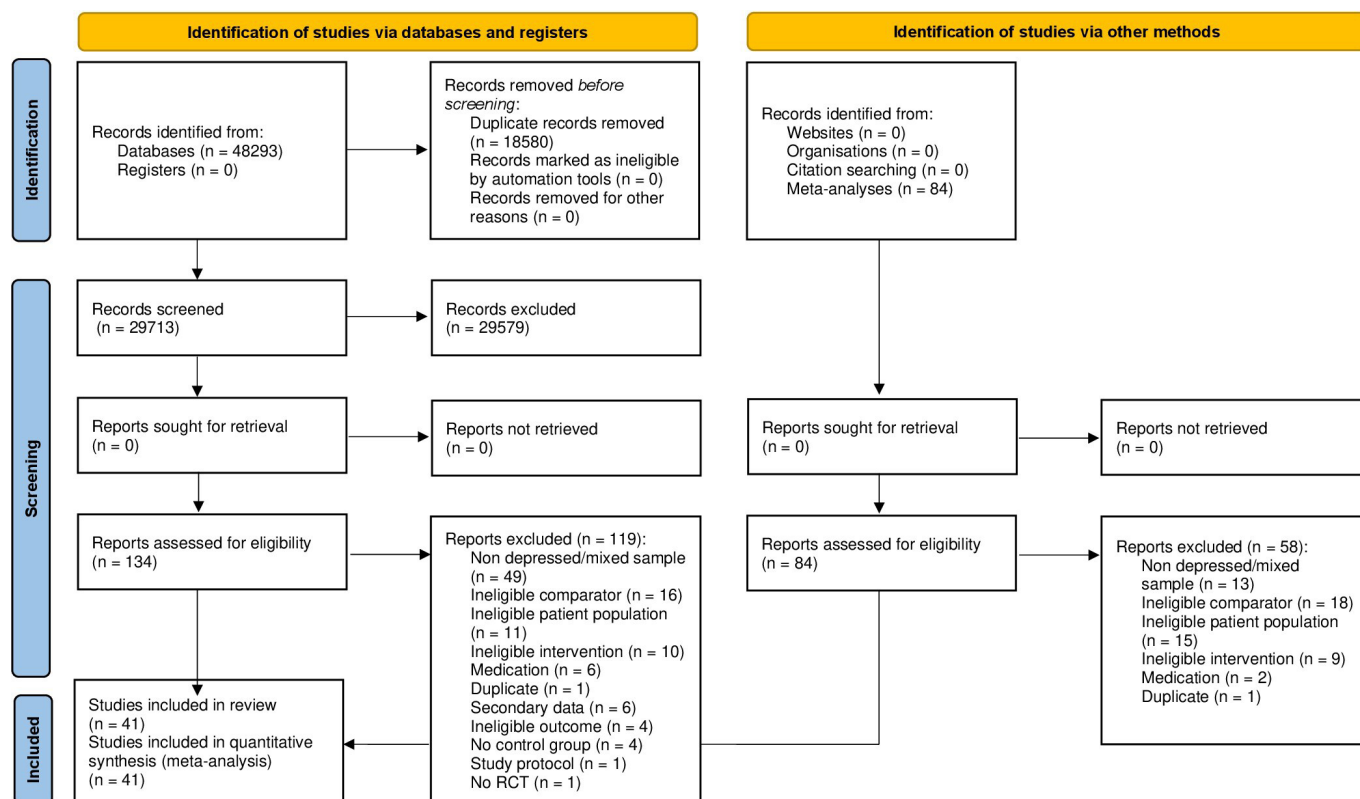 Identification of studies via databases and registers
Identification of studies via other methods
Identification
Records identified from:
Databases (n = 48293)
Registers (n = 0)
Records removed before
screening:
Duplicate records removed
(n = 18580)
Records marked as ineligible
by automation tools (n = 0)
Records removed for other
reasons (n = 0)
Records identified from:
Websites (n = 0)
Organisations (n = 0)
Citation searching (n = 0)
Meta-analyses (n = 84)
Screening
Records screened
(n = 29713)
Records excluded
(n = 29579)
Reports sought for retrieval
(n = 0)
Reports not retrieved
(n = 0)
Reports sought for retrieval
(n = 0)
Reports not retrieved
(n = 0)
Reports assessed for eligibility
(n = 134)
Reports excluded (n = 119):
Non depressed/mixed sample
(n = 49)
Ineligible comparator (n = 16)
Ineligible patient population
(n = 11)
Ineligible intervention (n = 10)
Medication (n = 6)
Duplicate (n = 1)
Secondary data (n = 6)
Ineligible outcome (n = 4)
No control group (n = 4)
Study protocol (n = 1)
No RCT (n = 1)
Reports assessed for eligibility
(n = 84)
Reports excluded (n = 58):
Non depressed/mixed
sample (n = 13)
Ineligible comparator (n = 18)
Ineligible patient population
(n = 15)
Ineligible intervention (n = 9)
Medication (n = 2)
Duplicate (n = 1)
Included
Studies included in review
(n = 41)
Studies included in quantitative
synthesis (meta-analysis)
(n = 41)